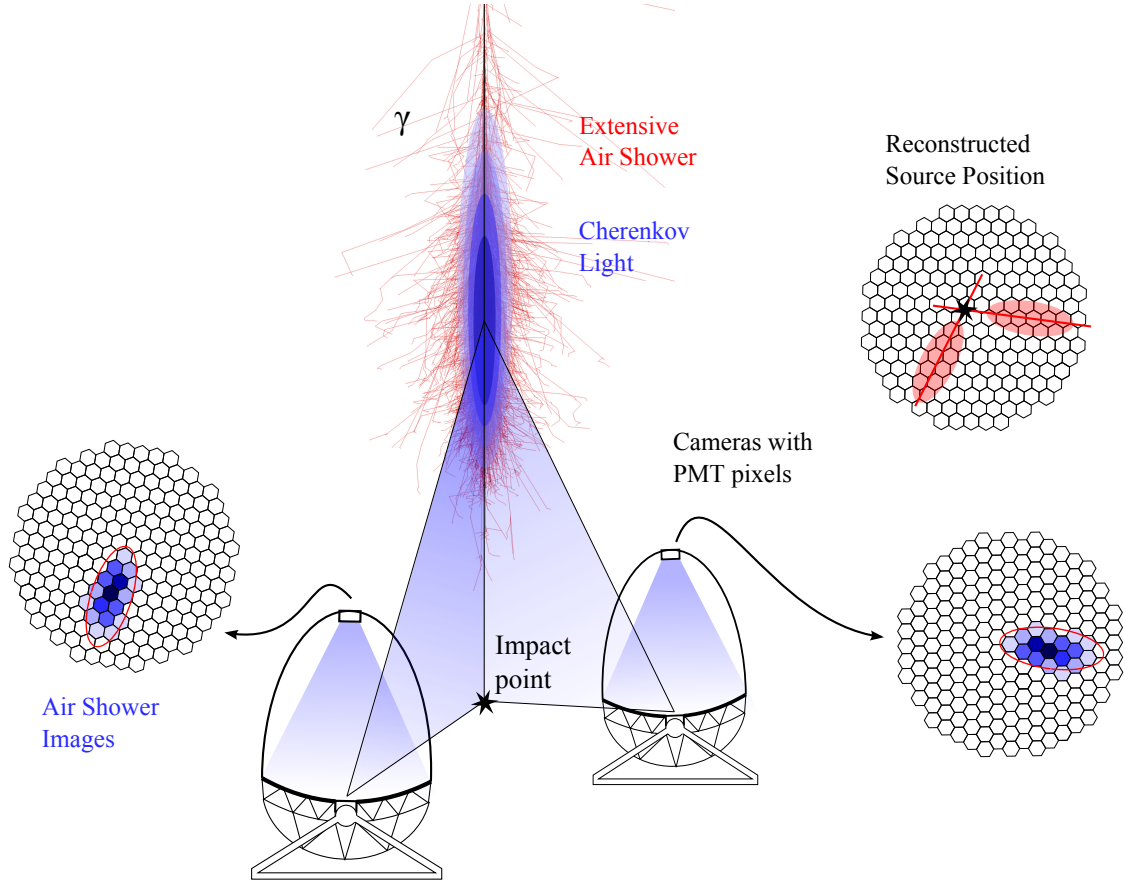 γ
Extensive
Air Shower
Reconstructed
Source Position
Cherenkov
Light
Cameras with
PMT pixels
Impact
point
Air Shower
Images